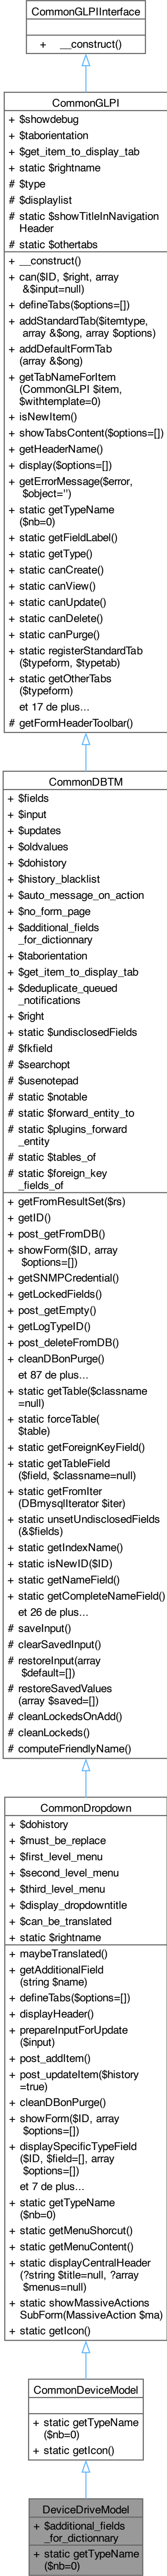 CommonGLPIInterface
+ __construct()
CommonGLPI
+ $showdebug
+ $taborientation
+ $get_item_to_display_tab
+ static $rightname
# $type
# $displaylist
# static $showTitleInNavigation
Header
# static $othertabs
+ __construct()
+ can($ID, $right, array
&$input=null)
+ defineTabs($options=[])
+ addStandardTab($itemtype,
array &$ong, array $options)
+ addDefaultFormTab
(array &$ong)
+ getTabNameForItem
(CommonGLPI $item,
$withtemplate=0)
+ isNewItem()
+ showTabsContent($options=[])
+ getHeaderName()
+ display($options=[])
+ getErrorMessage($error,
$object='')
+ static getTypeName
($nb=0)
+ static getFieldLabel()
+ static getType()
+ static canCreate()
+ static canView()
+ static canUpdate()
+ static canDelete()
+ static canPurge()
+ static registerStandardTab
($typeform, $typetab)
+ static getOtherTabs
($typeform)
et 17 de plus...
# getFormHeaderToolbar()
CommonDBTM
+ $fields
+ $input
+ $updates
+ $oldvalues
+ $dohistory
+ $history_blacklist
+ $auto_message_on_action
+ $no_form_page
+ $additional_fields
_for_dictionnary
+ $taborientation
+ $get_item_to_display_tab
+ $deduplicate_queued
_notifications
+ $right
+ static $undisclosedFields
# $fkfield
# $searchopt
# $usenotepad
# static $notable
# static $forward_entity_to
# static $plugins_forward
_entity
# static $tables_of
# static $foreign_key
_fields_of
+ getFromResultSet($rs)
+ getID()
+ post_getFromDB()
+ showForm($ID, array
$options=[])
+ getSNMPCredential()
+ getLockedFields()
+ post_getEmpty()
+ getLogTypeID()
+ post_deleteFromDB()
+ cleanDBonPurge()
et 87 de plus...
+ static getTable($classname
=null)
+ static forceTable(
$table)
+ static getForeignKeyField()
+ static getTableField
($field, $classname=null)
+ static getFromIter
(DBmysqlIterator $iter)
+ static unsetUndisclosedFields
(&$fields)
+ static getIndexName()
+ static isNewID($ID)
+ static getNameField()
+ static getCompleteNameField()
et 26 de plus...
# saveInput()
# clearSavedInput()
# restoreInput(array
$default=[])
# restoreSavedValues
(array $saved=[])
# cleanLockedsOnAdd()
# cleanLockeds()
# computeFriendlyName()
CommonDropdown
+ $dohistory
+ $must_be_replace
+ $first_level_menu
+ $second_level_menu
+ $third_level_menu
+ $display_dropdowntitle
+ $can_be_translated
+ static $rightname
+ maybeTranslated()
+ getAdditionalField
(string $name)
+ defineTabs($options=[])
+ displayHeader()
+ prepareInputForUpdate
($input)
+ post_addItem()
+ post_updateItem($history
=true)
+ cleanDBonPurge()
+ showForm($ID, array
$options=[])
+ displaySpecificTypeField
($ID, $field=[], array
$options=[])
et 7 de plus...
+ static getTypeName
($nb=0)
+ static getMenuShorcut()
+ static getMenuContent()
+ static displayCentralHeader
(?string $title=null, ?array
$menus=null)
+ static showMassiveActions
SubForm(MassiveAction $ma)
+ static getIcon()
CommonDeviceModel
+ static getTypeName
($nb=0)
+ static getIcon()
DeviceDriveModel
+ $additional_fields
_for_dictionnary
+ static getTypeName
($nb=0)